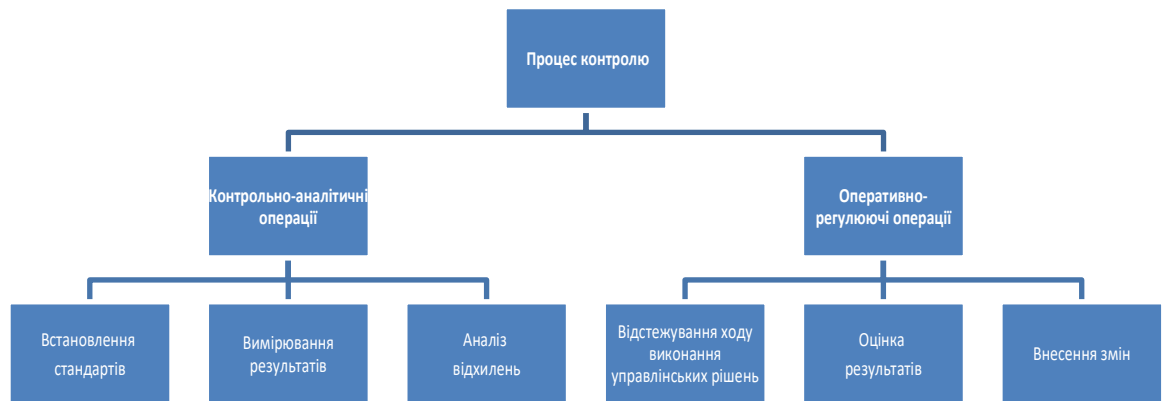 Процес контролю
Контрольно-аналітичні
операції
Оперативно-
регулюючі операції
Встановлення
стандартів
Вимірювання
результатів
Аналіз
відхилень
Відстежування ходу
виконання
управлінських рішень
Оцінка
результатів
Внесення змін